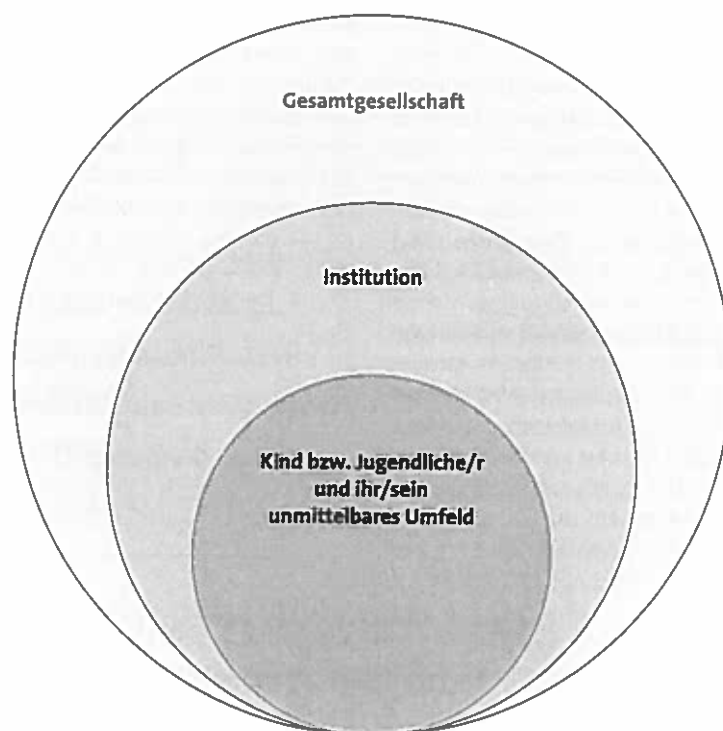 Gesamtgesellschaft
Institution
Kind bzw. Jugendliche/r
und ihr/sein
unmittelbares Umfeld